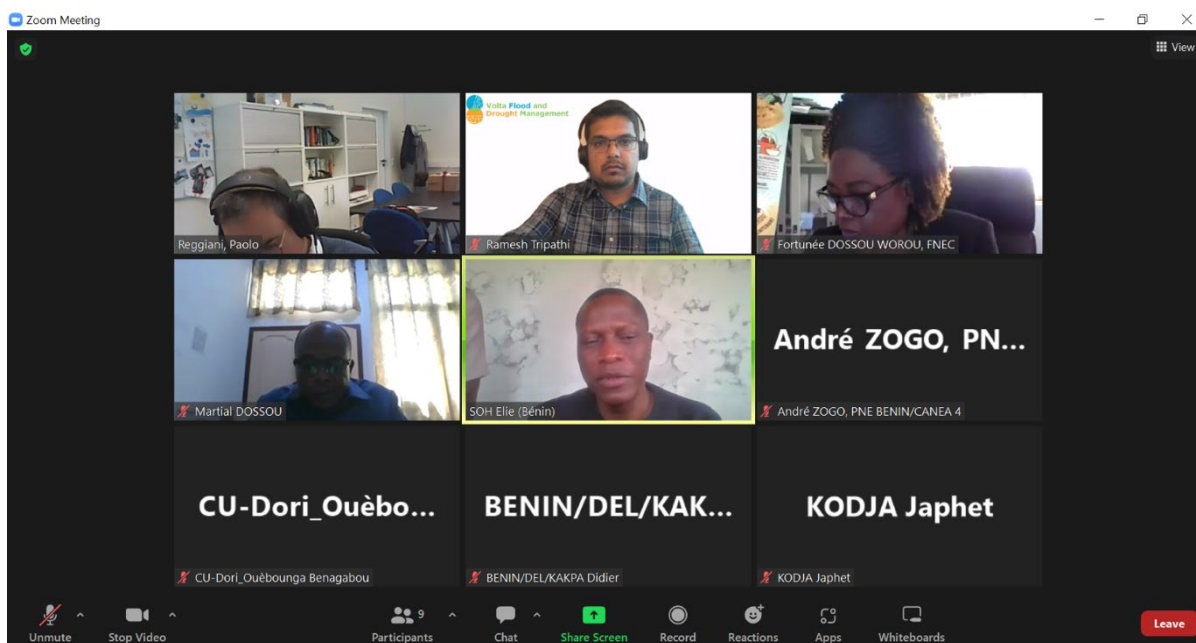 Zoom Meeting
View
Volta Flood and
Drought Management
Reggiani, Paolo
Ramesh Tripathi
Fortunée DOSSOU WOROU, FNEC
André ZOGO, PN...
Martial DOSSOU
SOH Elie (Bénin)
André ZOGO, PNE BENIN/CANEA 4
CU-Dori_Ouèbo...
BENIN/DEL/KAK...
KODJA Japhet
CU-Dori_Ouèbounga Benagabou
BENIN/DEL/KAKPA Didier
KODJA Japhet
9
Unmute
Stop Video
Participants
Chat
Share Screen
Record
Reactions
Apps
Whiteboards
Leave